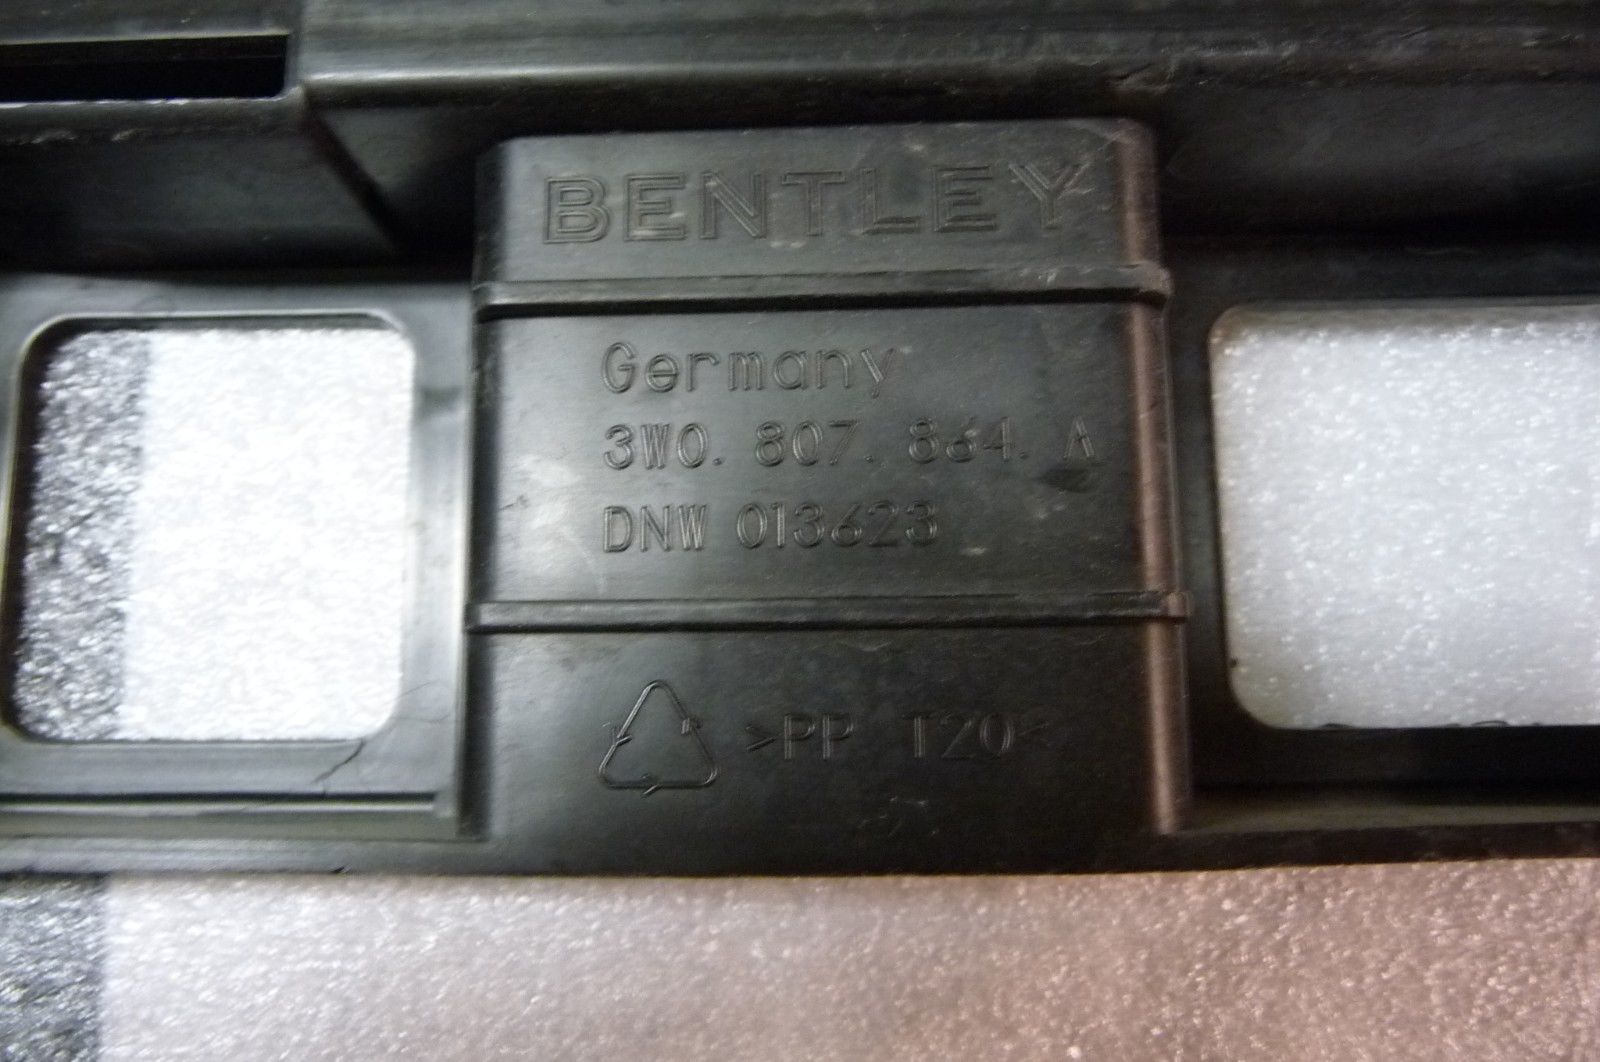 BENTLEY
Germany
3W0. 807. 864. A
DNW 013623
>PP T20<